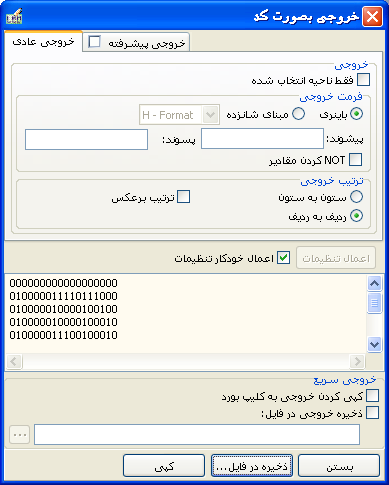 خروجی بصورت کد
خروجی عادی
خروجی پیشرفته
خروجی
فقط ناحیه انتخاب شده
فرمت خروجی
باینری
مبنای شانزده
H - Format
پیشوند:
پسوند:
NOT کردن مقادیر
ترتیب خروجی
ستون به ستون
ترتیب برعکس
ردیف به ردیف
اعمال تنظیمات
اعمال خودکار تنظیمات
000000000000000000
010000011110111000
010000010000100100
010000010000100010
010000011100100010
خروجی سریع
کپی کردن خروجی به کلیپ بورد
ذخیره خروجی در فایل:
...
بستن
ذخیره در فایل...
کپی